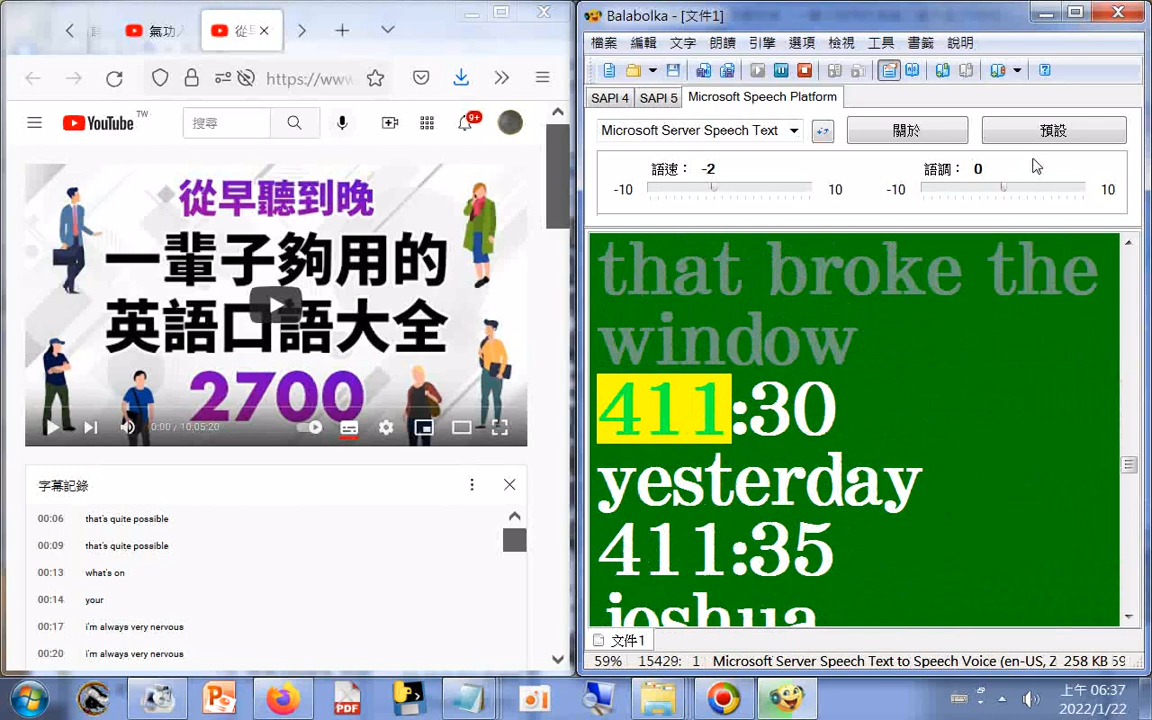 氣功
從
https://www
YouTube TW
搜尋
9+
從早聽到晚
一輩子夠用的
英語口語大全
2700
0:00 / 10:05:20
字幕記錄
00:06 that's quite possible
00:09 that's quite possible
00:13 what's on
00:14 your
00:17 i'm always very nervous
00:20 i'm always very nervous
Balabolka - [文件1]
檔案 編輯 文字 朗讀 引擎 選項 檢視 工具 書籤 說明
SAPI 4 SAPI 5 Microsoft Speech Platform
Microsoft Server Speech Text 關於 預設
語速： -2 語調： 0
-10 10 -10 10
that broke the
window
411:30
yesterday
411:35
joshua
文件1
59% 15429: 1 Microsoft Server Speech Text to Speech Voice (en-US, 2 258 KB 59
上午 06:37
2022/1/22